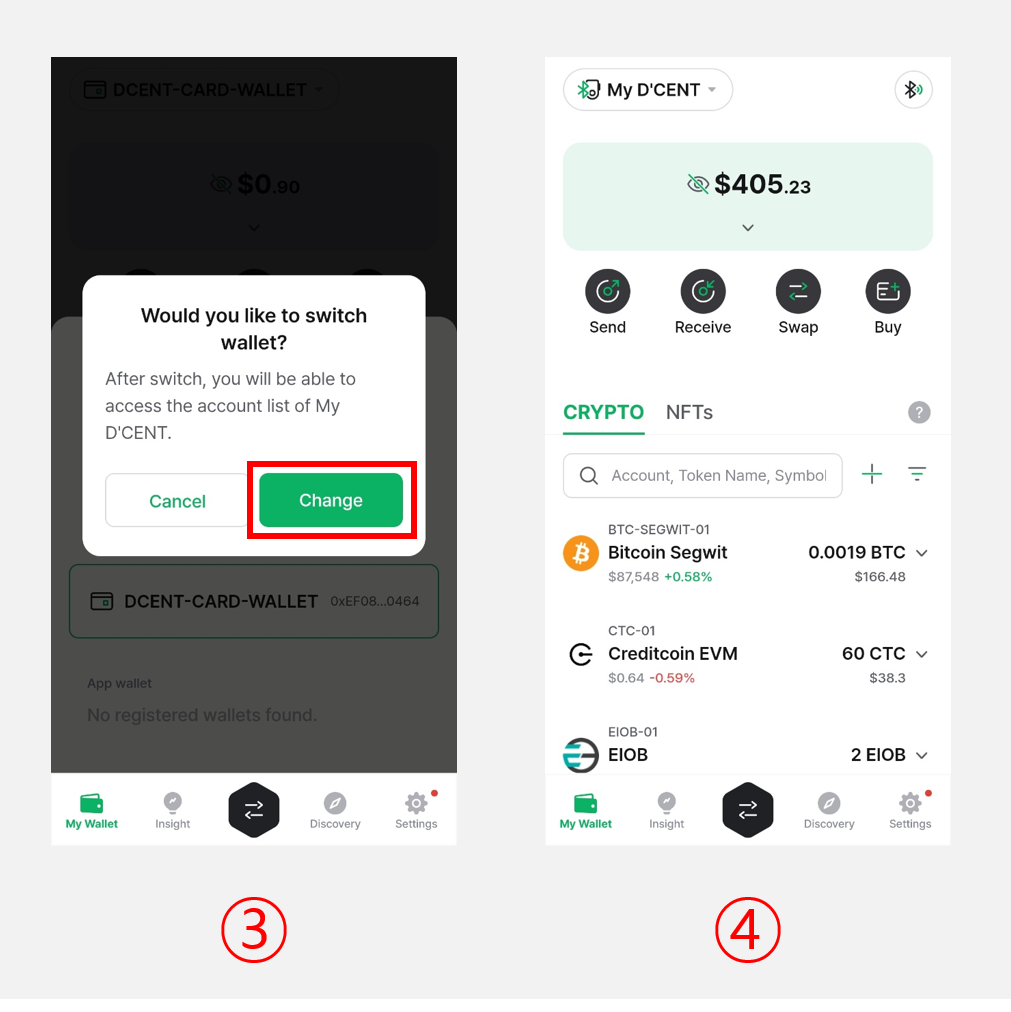 DCENT-CARD-WALLET
$0.90
Would you like to switch
wallet?
After switch, you will be able to
access the account list of My
D'CENT.
Cancel
Change
DCENT-CARD-WALLET 0xEF08...0464
App wallet
No registered wallets found.
My Wallet
Insight
Discovery
Settings
③
My D'CENT
$405.23
Send
Receive
Swap
Buy
CRYPTO
NFTs
?
Account, Token Name, Symbol
BTC-SEGWIT-01
Bitcoin Segwit 0.0019 BTC
$87,548 +0.58% $166.48
CTC-01
Creditcoin EVM 60 CTC
$0.64 -0.59% $38.3
EIOB-01
EIOB 2 EIOB
My Wallet
Insight
Discovery
Settings
④